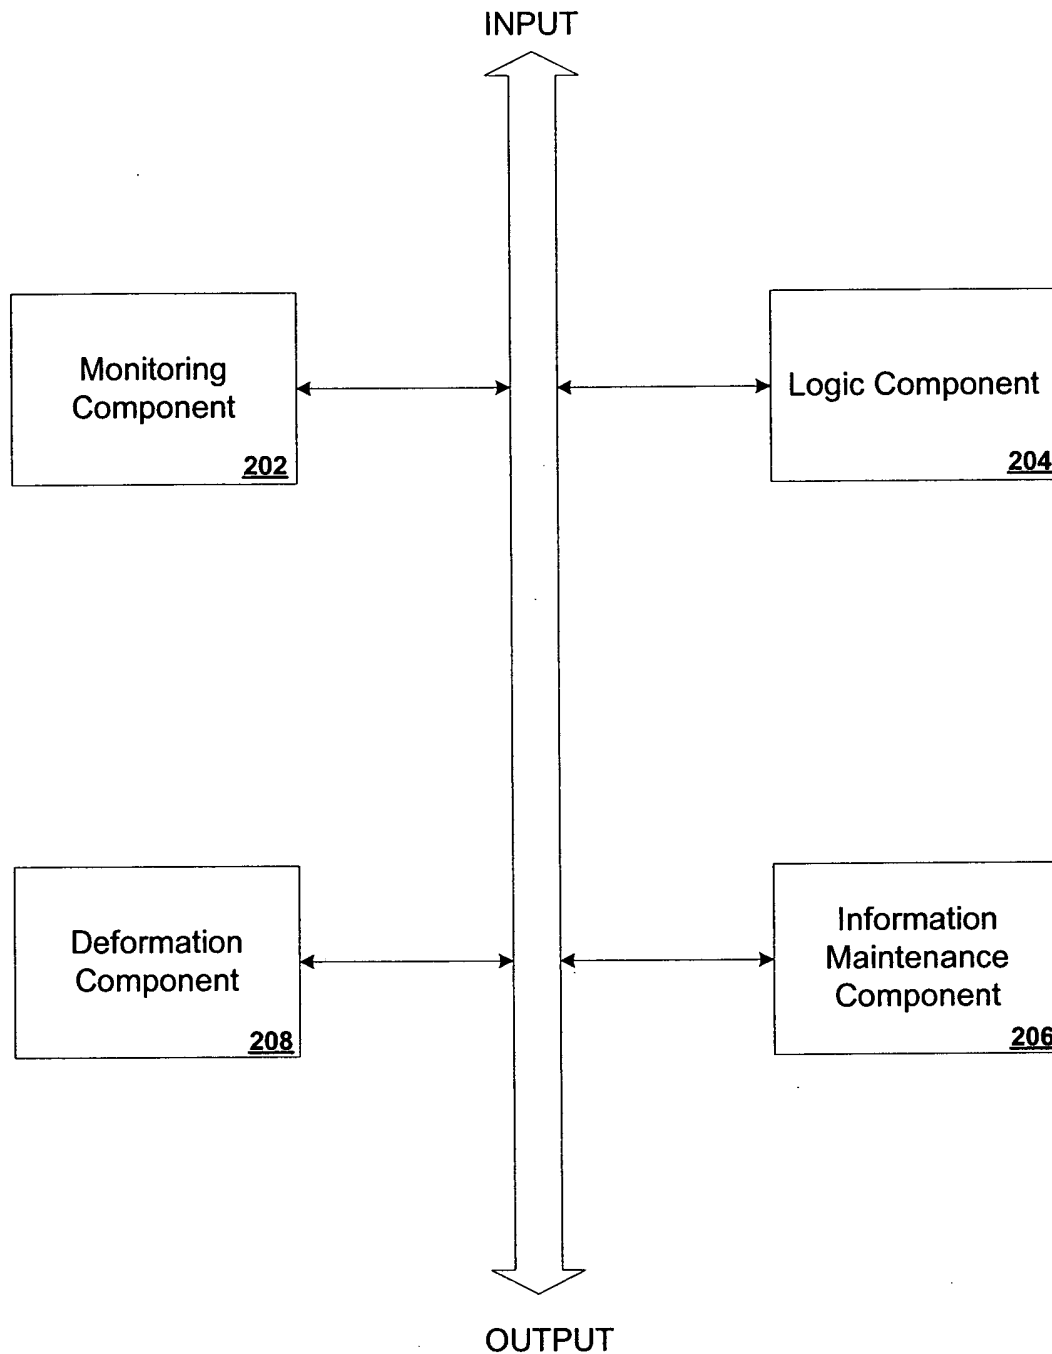 INPUT
Monitoring
Component
202
Logic Component
204
Deformation
Component
208
Information
Maintenance
Component
206
OUTPUT